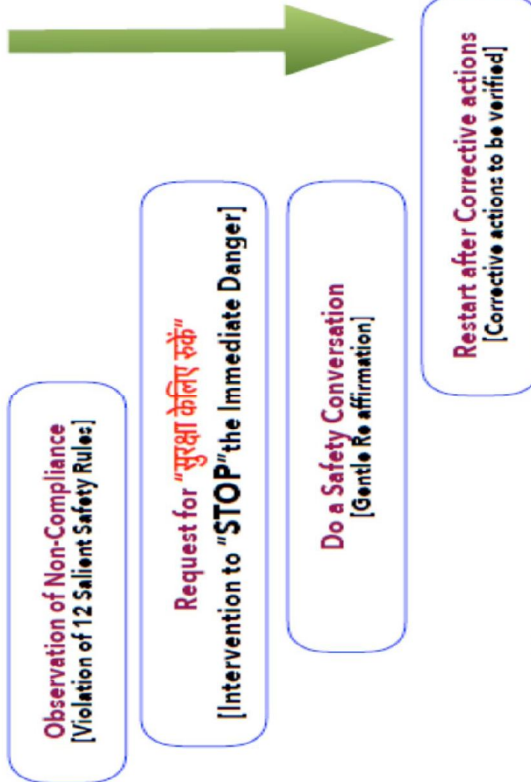 Observation of Non-Compliance
[Violation of 12 Salient Safety Rules]
Request for "सुरक्षा केलिए रुकें"
[Intervention to "STOP"the Immediate Danger]
Do a Safety Conversation
[Gentle Re affirmation]
Restart after Corrective actions
[Corrective actions to be verified]